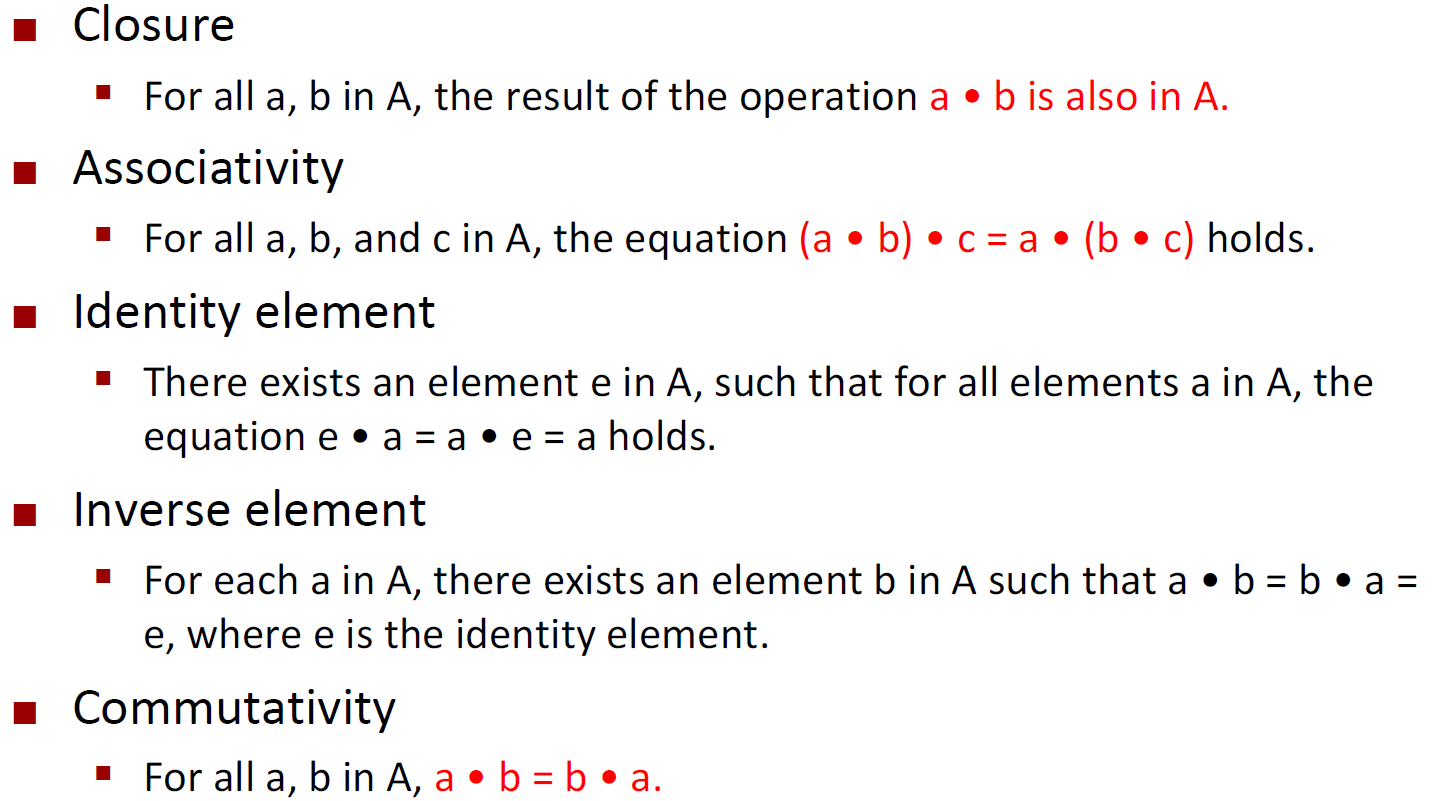 Closure
For all a, b in A, the result of the operation a • b is also in A.
Associativity
For all a, b, and c in A, the equation (a • b) • c = a • (b • c) holds.
Identity element
There exists an element e in A, such that for all elements a in A, the
equation e • a = a • e = a holds.
Inverse element
For each a in A, there exists an element b in A such that a • b = b • a =
e, where e is the identity element.
Commutativity
For all a, b in A, a • b = b • a.